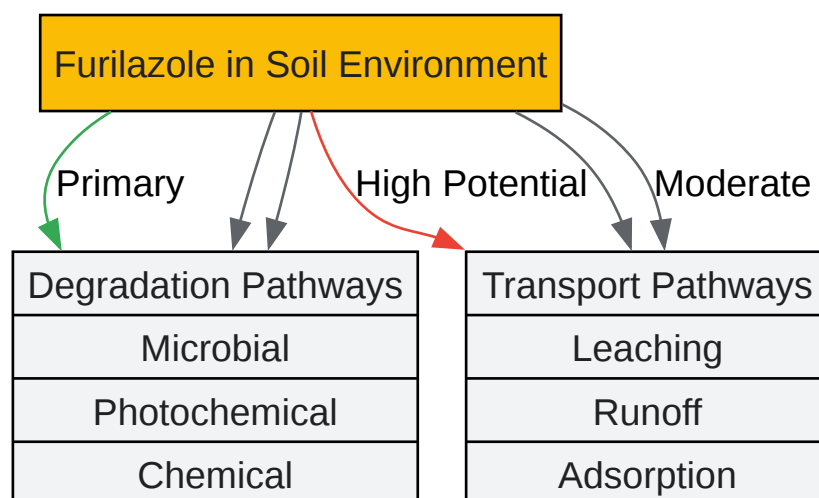 Furilazole in Soil Environment
Primary
High Potential
Moderate
Degradation Pathways
Microbial
Photochemical
Chemical
Transport Pathways
Leaching
Runoff
Adsorption